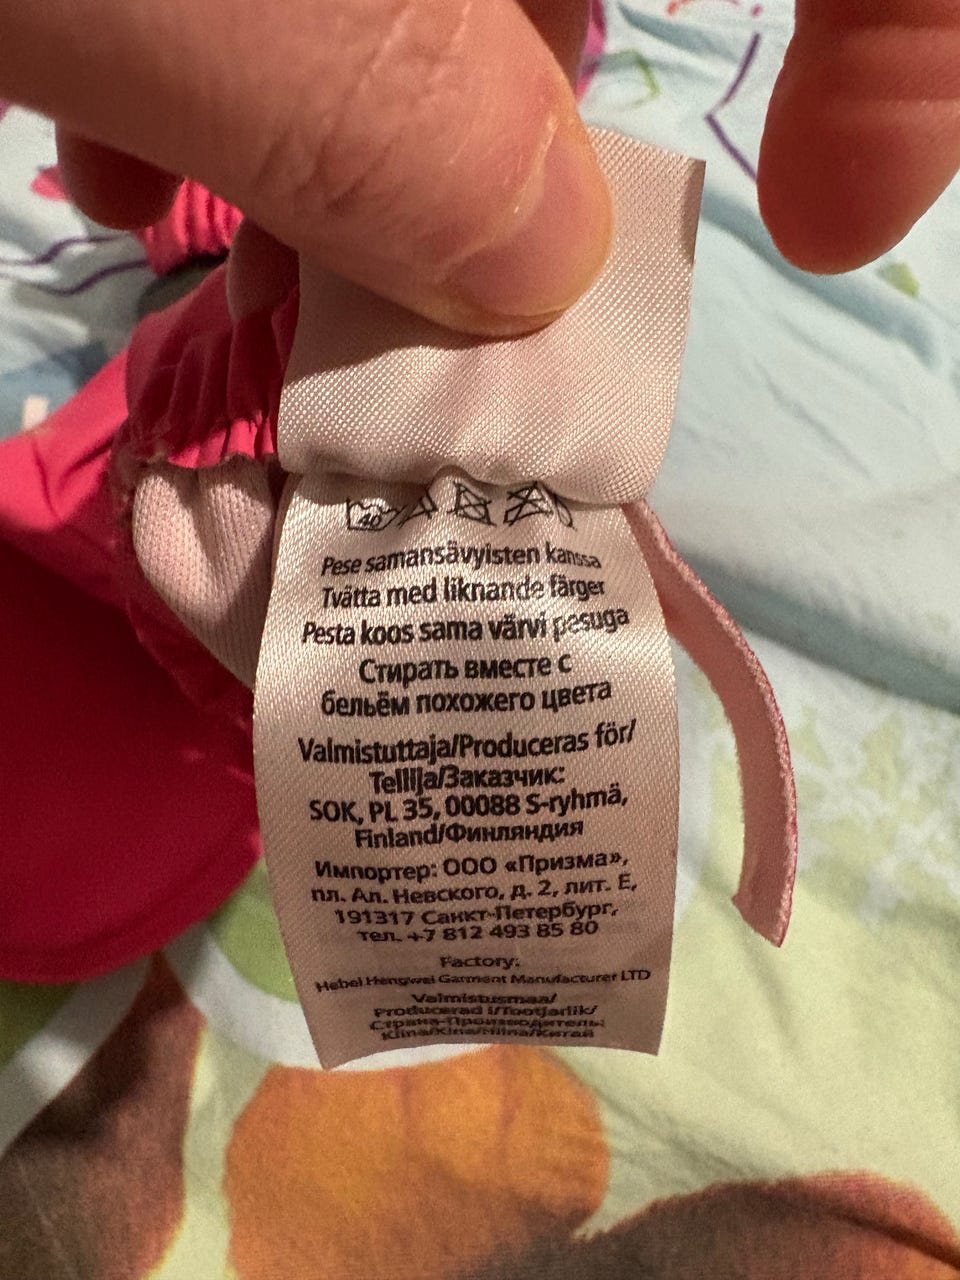 40
Pese samansävyisten kanssa
Tvätta med liknande färger
Pesta koos sama värvi pesuga
Стирать вместе с
бельём похожего цвета
Valmistuttaja/Produceras för/
Tellija/Заказчик:
SOK, PL 35, 00088 S-ryhmä,
Finland/Финляндия
Импортер: ООО «Призма»,
пл. Ал. Невского, д. 2, лит. Е,
191317 Санкт-Петербург,
тел. +7 812 493 85 80
Factory:
Hebei Hengwei Garment Manufacturer LTD
Valmistusmaa/
Producerad i/Tootjariik/
Страна-Производитель:
Kiina/Kina/Hiina/Китай